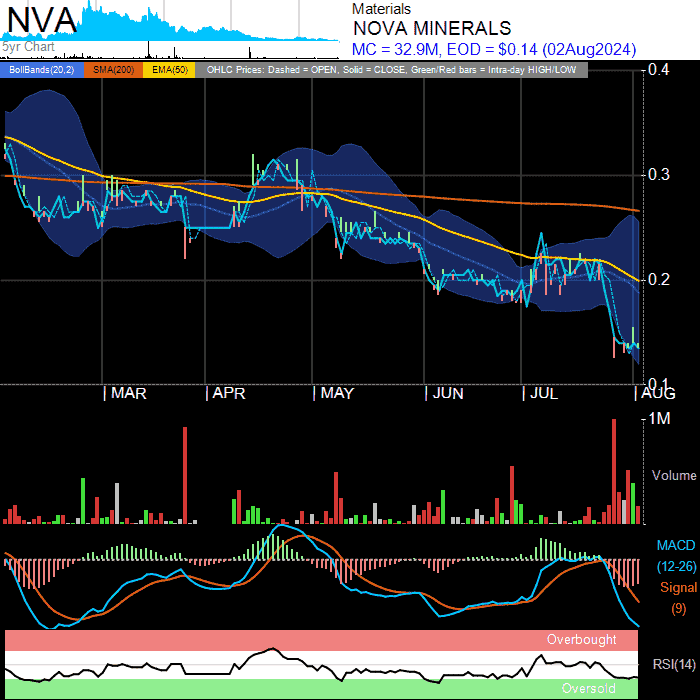 NVA
5yr Chart
Materials
NOVA MINERALS
MC = 32.9M, EOD = $0.14 (02Aug2024)
BollBands(20,2) SMA(200) EMA(50) OHLC Prices: Dashed = OPEN, Solid = CLOSE, Green/Red bars = Intra-day HIGH/LOW
0.4
0.3
0.2
0.1
MAR APR MAY JUN JUL AUG
1M
Volume
MACD
(12-26)
Signal
(9)
Overbought
RSI(14)
Oversold